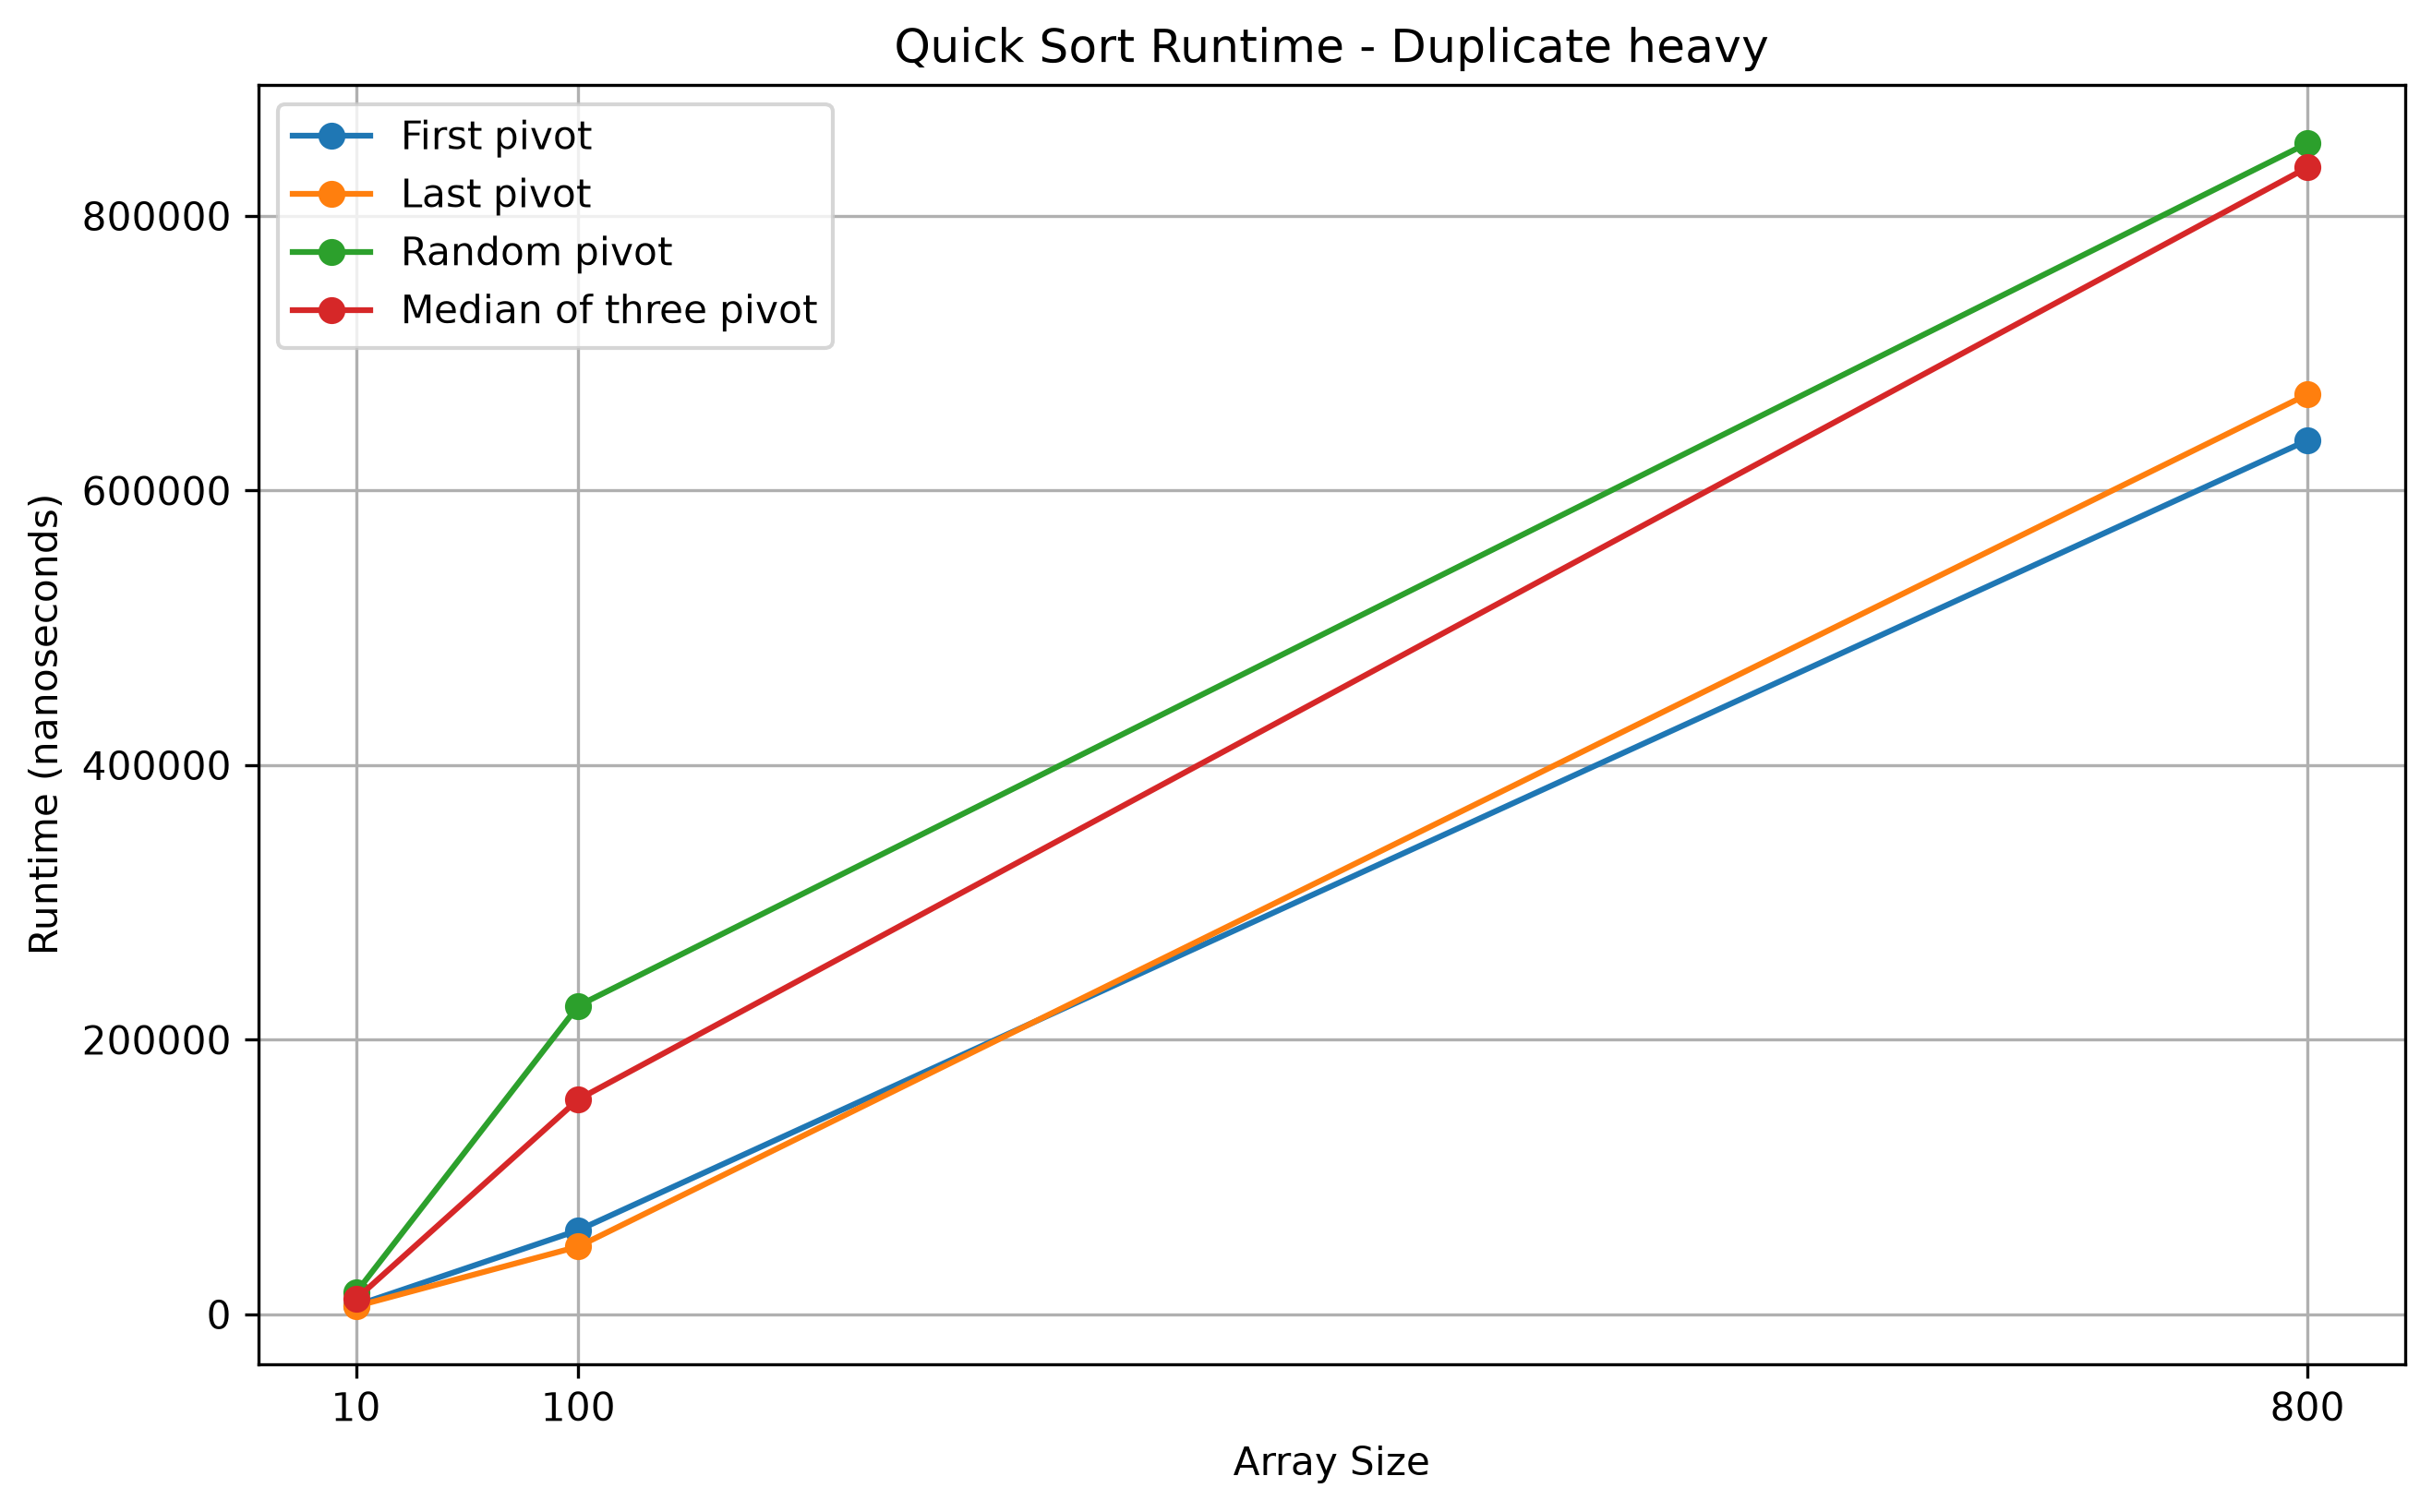 Quick Sort Runtime - Duplicate heavy
First pivot
Last pivot
Random pivot
Median of three pivot
Runtime (nanoseconds)
800000
600000
400000
200000
0
10 100 800
Array Size